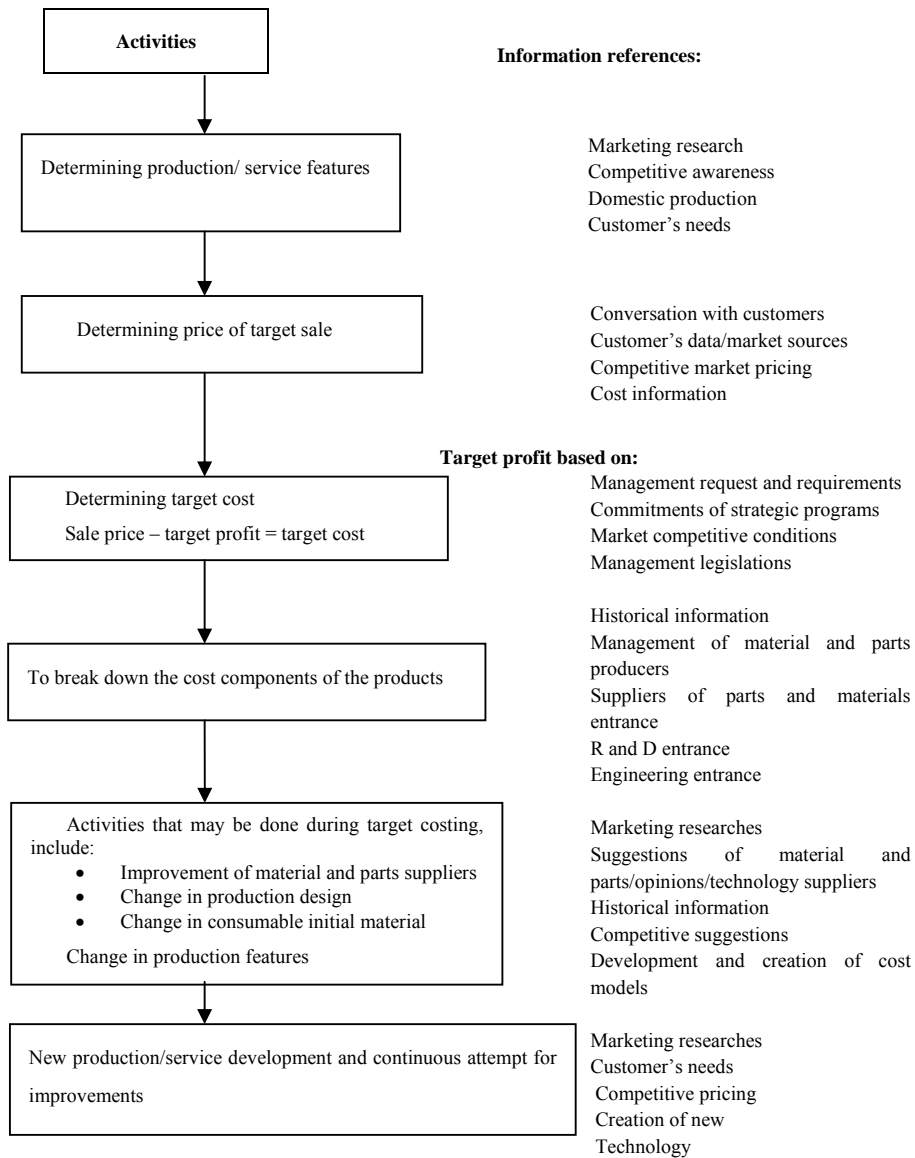 Activities
Information references:
Determining production/ service features
Marketing research
Competitive awareness
Domestic production
Customer’s needs
Determining price of target sale
Conversation with customers
Customer’s data/market sources
Competitive market pricing
Cost information
Target profit based on:
Determining target cost
Sale price – target profit = target cost
Management request and requirements
Commitments of strategic programs
Market competitive conditions
Management legislations
To break down the cost components of the products
Historical information
Management of material and parts
producers
Suppliers of parts and materials
entrance
R and D entrance
Engineering entrance
Activities that may be done during target costing,
include:
• Improvement of material and parts suppliers
• Change in production design
• Change in consumable initial material
Change in production features
Marketing researches
Suggestions of material and
parts/opinions/technology suppliers
Historical information
Competitive suggestions
Development and creation of cost
models
New production/service development and continuous attempt for
improvements
Marketing researches
Customer’s needs
Competitive pricing
Creation of new
Technology